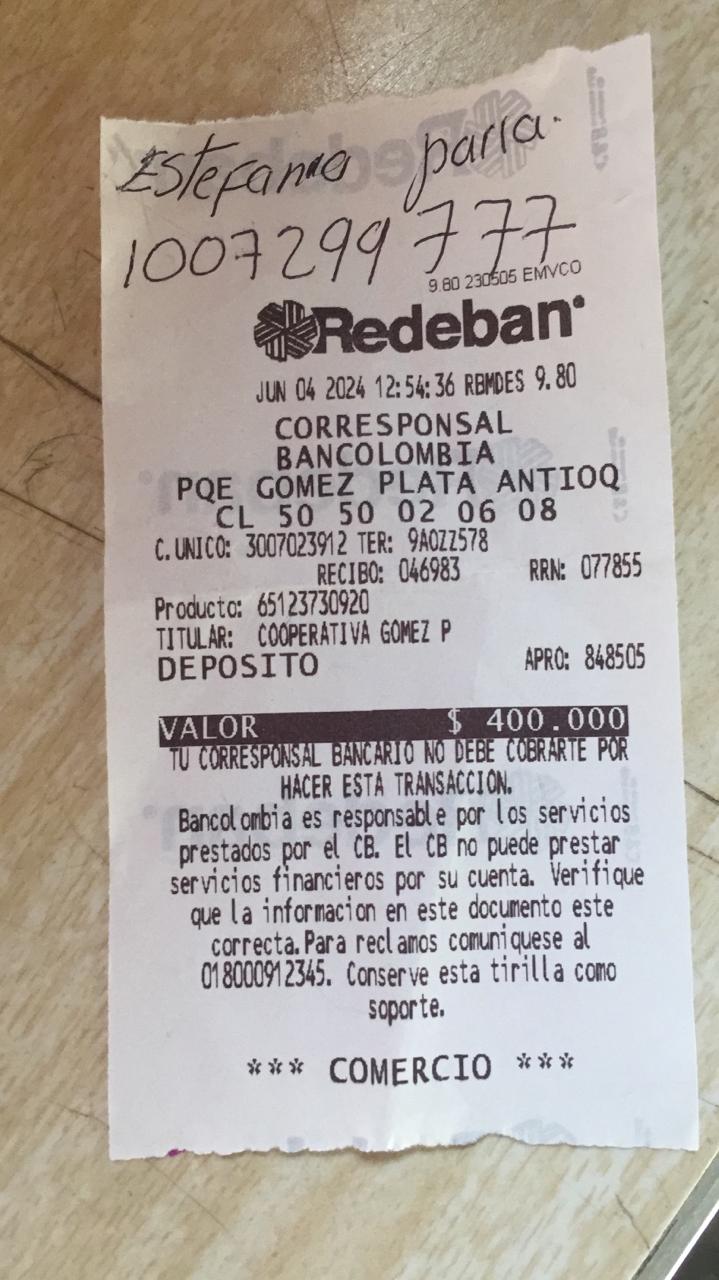 Estefania parra.
1007299777
9.80 230505 EMVCO
Redeban
JUN 04 2024 12:54:36 RBMDES 9.80
CORRESPONSAL
BANCOLOMBIA
PQE GOMEZ PLATA ANTIOQ
CL 50 50 02 06 08
C.UNICO: 3007023912 TER: 9AOZZ578
RECIBO: 046983 RRN: 077855
Producto: 65123730920
TITULAR: COOPERATIVA GOMEZ P
DEPOSITO APRO: 848505
VALOR $ 400.000
TU CORRESPONSAL BANCARIO NO DEBE COBRARTE POR
HACER ESTA TRANSACCION.
Bancolombia es responsable por los servicios
prestados por el CB. El CB no puede prestar
servicios financieros por su cuenta. Verifique
que la informacion en este documento este
correcta.Para reclamos comuniquese al
018000912345. Conserve esta tirilla como
soporte.
*** COMERCIO ***